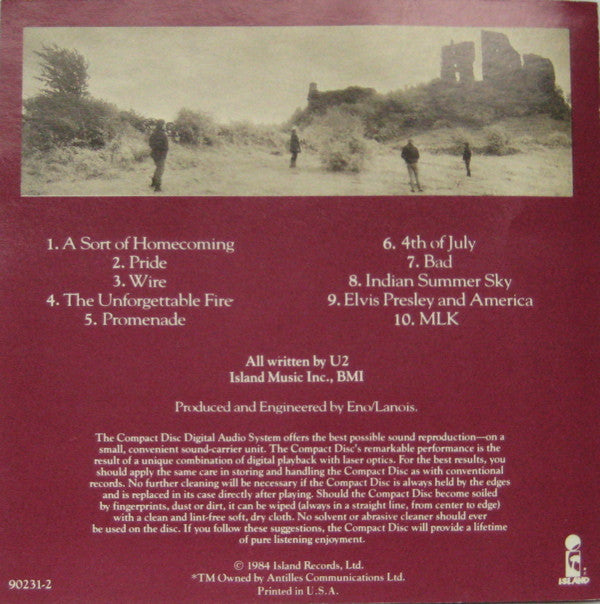 1. A Sort of Homecoming
2. Pride
3. Wire
4. The Unforgettable Fire
5. Promenade
6. 4th of July
7. Bad
8. Indian Summer Sky
9. Elvis Presley and America
10. MLK
All written by U2
Island Music Inc., BMI
Produced and Engineered by Eno/Lanois.
The Compact Disc Digital Audio System offers the best possible sound reproduction—on a
small, convenient sound-carrier unit. The Compact Disc's remarkable performance is the
result of a unique combination of digital playback with laser optics. For the best results, you
should apply the same care in storing and handling the Compact Disc as with conventional
records. No further cleaning will be necessary if the Compact Disc is always held by the edges
and is replaced in its case directly after playing. Should the Compact Disc become soiled
by fingerprints, dust or dirt, it can be wiped (always in a straight line, from center to edge)
with a clean and lint-free soft, dry cloth. No solvent or abrasive cleaner should ever
be used on the disc. If you follow these suggestions, the Compact Disc will provide a lifetime
of pure listening enjoyment.
© 1984 Island Records, Ltd.
*TM Owned by Antilles Communications Ltd.
Printed in U.S.A.
90231-2
ISLAND